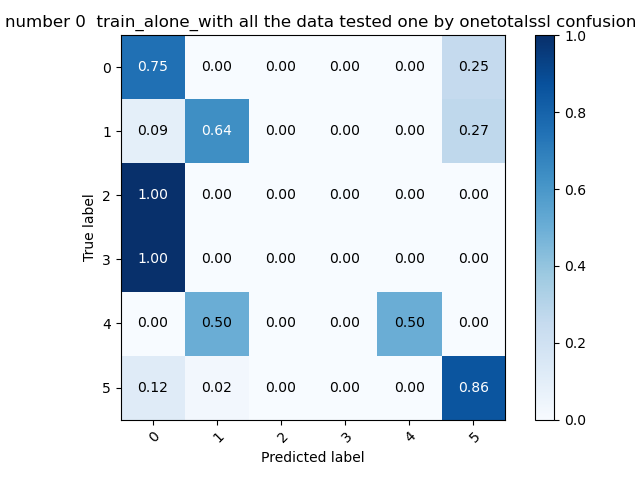 number 0  train_alone_with all the data tested one by onetotalssl confusion
1.0
0 0.75 0.00 0.00 0.00 0.00 0.25
0.8
1 0.09 0.64 0.00 0.00 0.00 0.27
2 1.00 0.00 0.00 0.00 0.00 0.00
0.6
True label
3 1.00 0.00 0.00 0.00 0.00 0.00
0.4
4 0.00 0.50 0.00 0.00 0.50 0.00
0.2
5 0.12 0.02 0.00 0.00 0.00 0.86
0.0
0 1 2 3 4 5
Predicted label